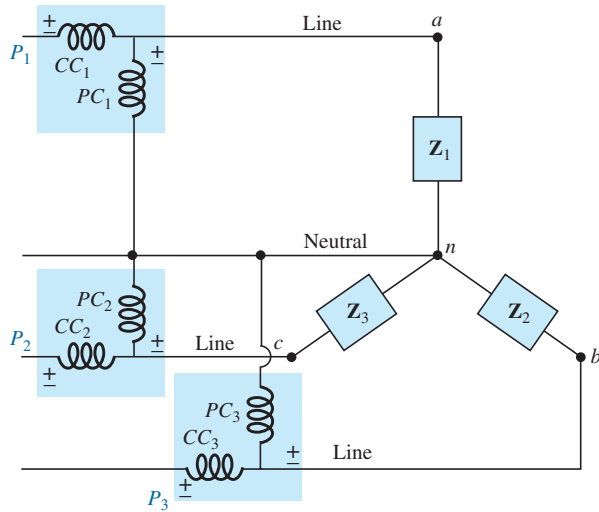 Line
a
±
P1
CC1
±
PC1
Z1
Neutral
n
PC2
Z3
Z2
P2
CC2
±
Line
c
b
±
PC3
CC3
±
Line
P3
±